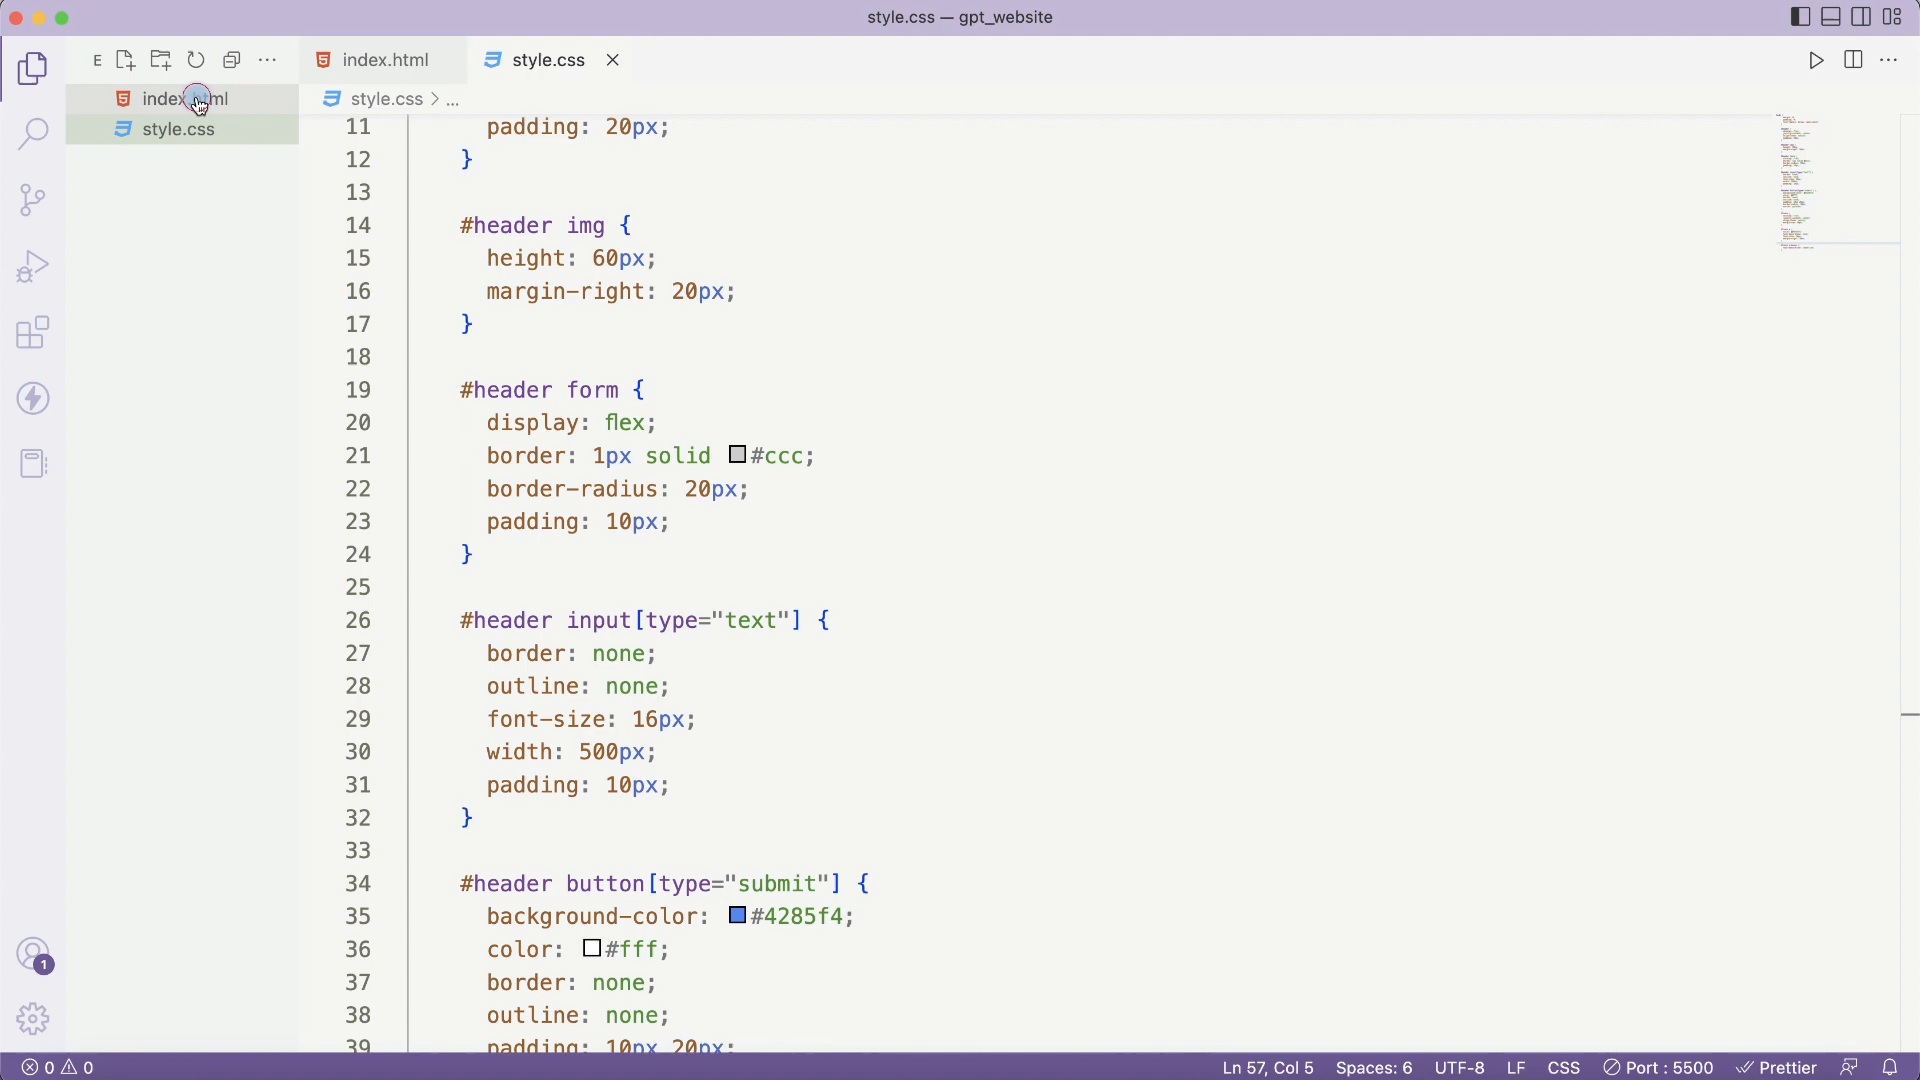 style.css — gpt_website
E
index.html
style.css
index.html
style.css
style.css > ...
11 padding: 20px;
12 }
13
14 #header img {
15 height: 60px;
16 margin-right: 20px;
17 }
18
19 #header form {
20 display: flex;
21 border: 1px solid #ccc;
22 border-radius: 20px;
23 padding: 10px;
24 }
25
26 #header input[type="text"] {
27 border: none;
28 outline: none;
29 font-size: 16px;
30 width: 500px;
31 padding: 10px;
32 }
33
34 #header button[type="submit"] {
35 background-color: #4285f4;
36 color: #fff;
37 border: none;
38 outline: none;
39 padding: 10px 20px;
1
0 0
Ln 57, Col 5 Spaces: 6 UTF-8 LF CSS Port : 5500 Prettier